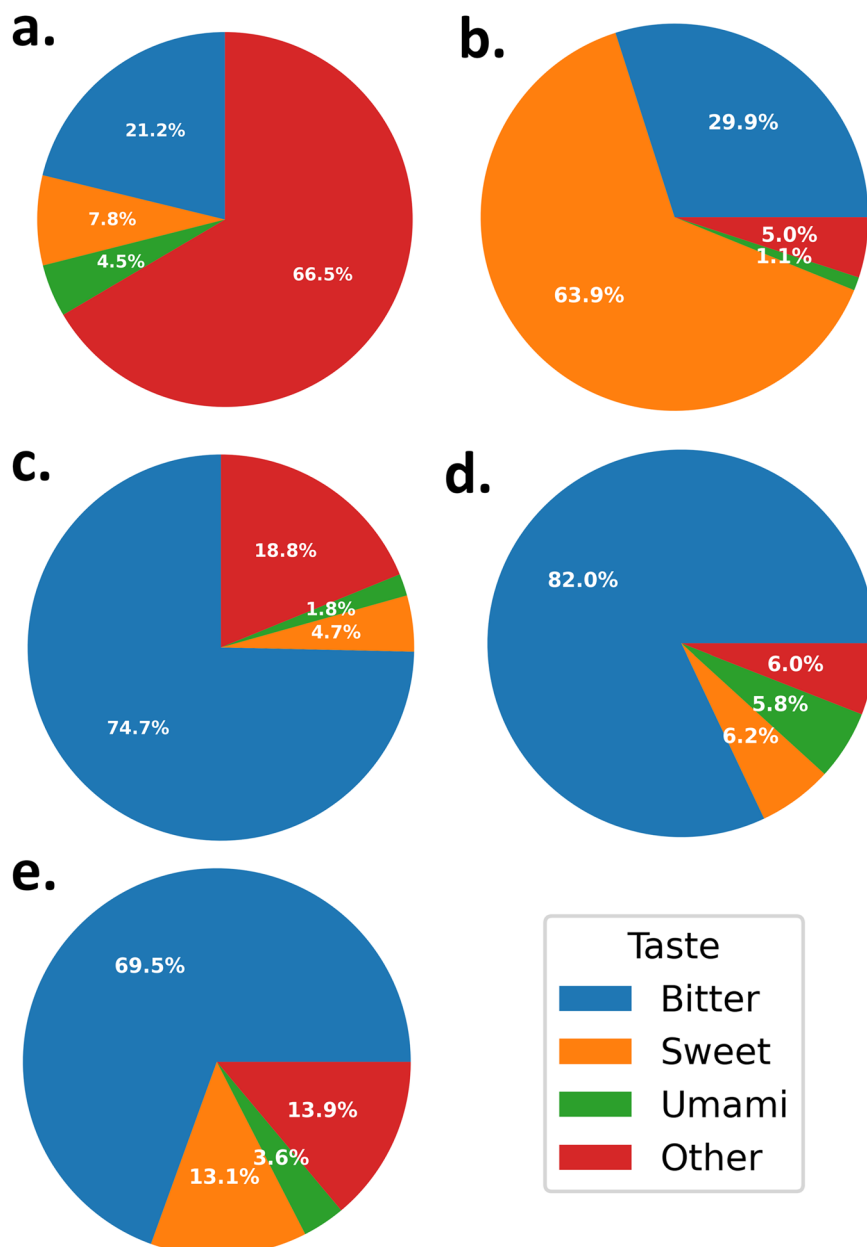 a.
21.2%
7.8%
4.5%
66.5%
b.
29.9%
5.0%
1.1%
63.9%
c.
18.8%
1.8%
4.7%
74.7%
d.
82.0%
6.0%
5.8%
6.2%
e.
69.5%
13.9%
3.6%
13.1%
Taste
Bitter
Sweet
Umami
Other